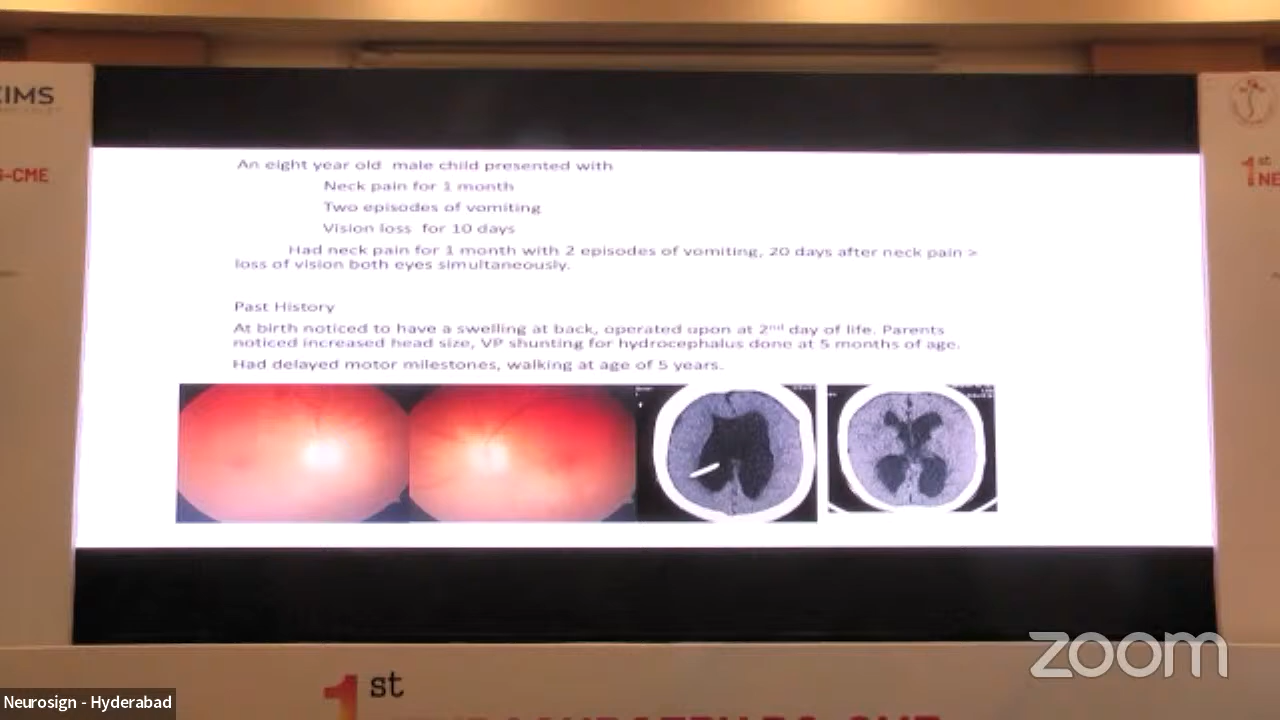 An eight year old male child presented with
Neck pain for 1 month
Two episodes of vomiting
Vision loss for 10 days
Had neck pain for 1 month with 2 episodes of vomiting, 20 days after neck pain >
loss of vision both eyes simultaneously.
Past History
At birth noticed to have a swelling at back, operated upon at 2nd day of life. Parents
noticed increased head size, VP shunting for hydrocephalus done at 5 months of age.
Had delayed motor milestones, walking at age of 5 years.
-CME
1st
NE
1st
zoom
Neurosign - Hyderabad